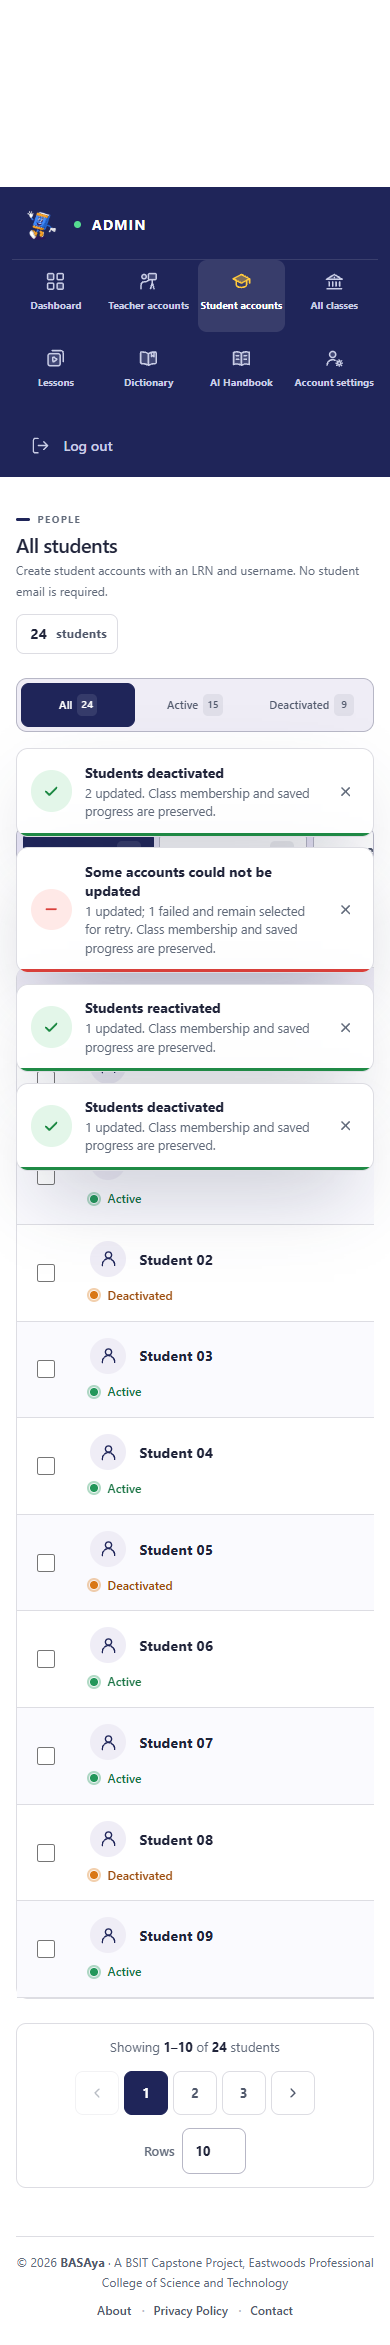 ADMIN
Dashboard
Teacher accounts
Student accounts
All classes
Lessons
Dictionary
AI Handbook
Account settings
Log out
PEOPLE
All students
Create student accounts with an LRN and username. No student
email is required.
24 students
All 24
Active 15
Deactivated 9
Students deactivated
2 updated. Class membership and saved
progress are preserved.
Some accounts could not be
updated
1 updated; 1 failed and remain selected
for retry. Class membership and saved
progress are preserved.
Students reactivated
1 updated. Class membership and saved
progress are preserved.
Students deactivated
1 updated. Class membership and saved
progress are preserved.
Active
Student 02
Deactivated
Student 03
Active
Student 04
Active
Student 05
Deactivated
Student 06
Active
Student 07
Active
Student 08
Deactivated
Student 09
Active
Showing 1–10 of 24 students
1 2 3
Rows 10
© 2026 BASAya · A BSIT Capstone Project, Eastwoods Professional
College of Science and Technology
About · Privacy Policy · Contact